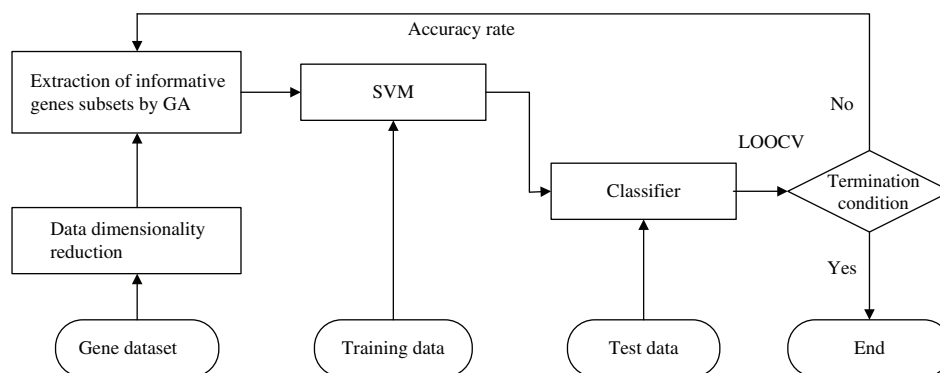 Accuracy rate
Extraction of informative
genes subsets by GA
SVM
No
LOOCV
Classifier
Termination
condition
Data dimensionality
reduction
Yes
Gene dataset
Training data
Test data
End